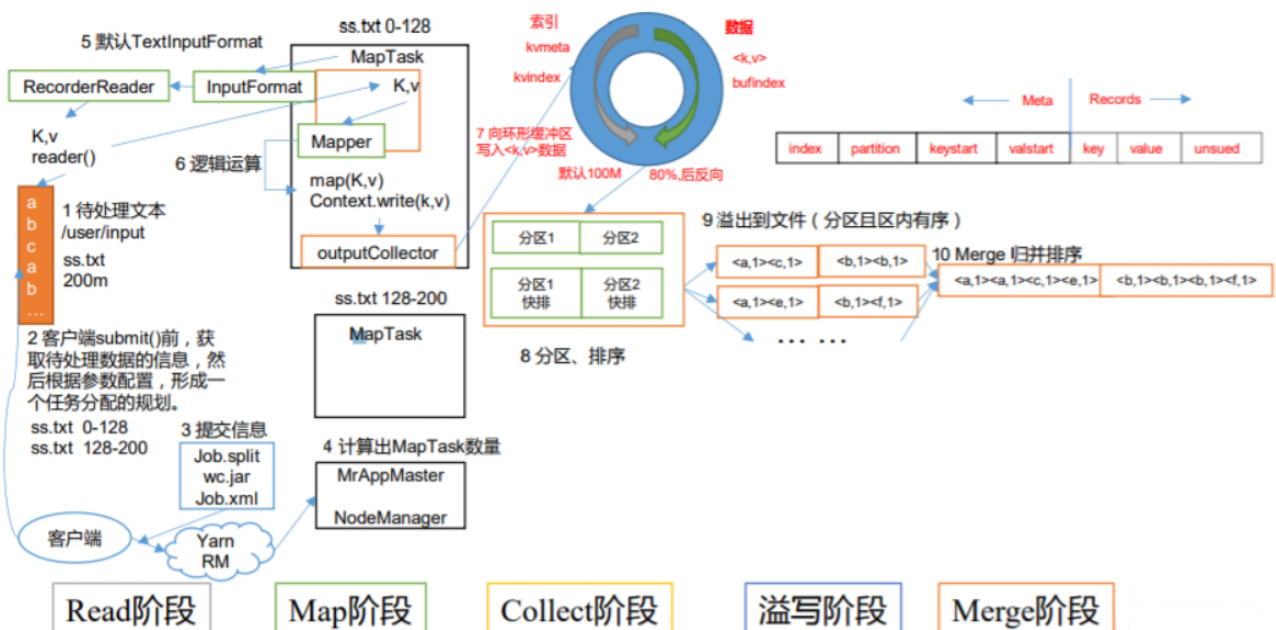 ss.txt 0-128
5 默认TextInputFormat
MapTask
RecorderReader
InputFormat
K,v
K,v
reader()
Mapper
6 逻辑运算
map(K,v)
Context.write(k,v)
outputCollector
a
b
c
a
b
...
1 待处理文本
/user/input
ss.txt
200m
2 客户端submit()前，获
取待处理数据的信息，然
后根据参数配置，形成一
个任务分配的规划。
ss.txt 0-128
ss.txt 128-200
3 提交信息
Job.split
wc.jar
Job.xml
客户端
Yarn
RM
ss.txt 128-200
MapTask
4 计算出MapTask数量
MrAppMaster
NodeManager
索引
kvmeta
kvindex
数据
<k,v>
bufindex
7 向环形缓冲区
写入<k,v>数据
默认100M
80%,后反向
Meta
Records
index
partition
keystart
valstart
key
value
unsued
分区1
分区2
分区1
快排
分区2
快排
8 分区、排序
9 溢出到文件（分区且区内有序）
<a,1><c,1>
<b,1><b,1>
<a,1><e,1>
<b,1><f,1>
... ...
10 Merge 归并排序
<a,1><a,1><c,1><e,1>
<b,1><b,1><b,1><f,1>
Read阶段
Map阶段
Collect阶段
溢写阶段
Merge阶段